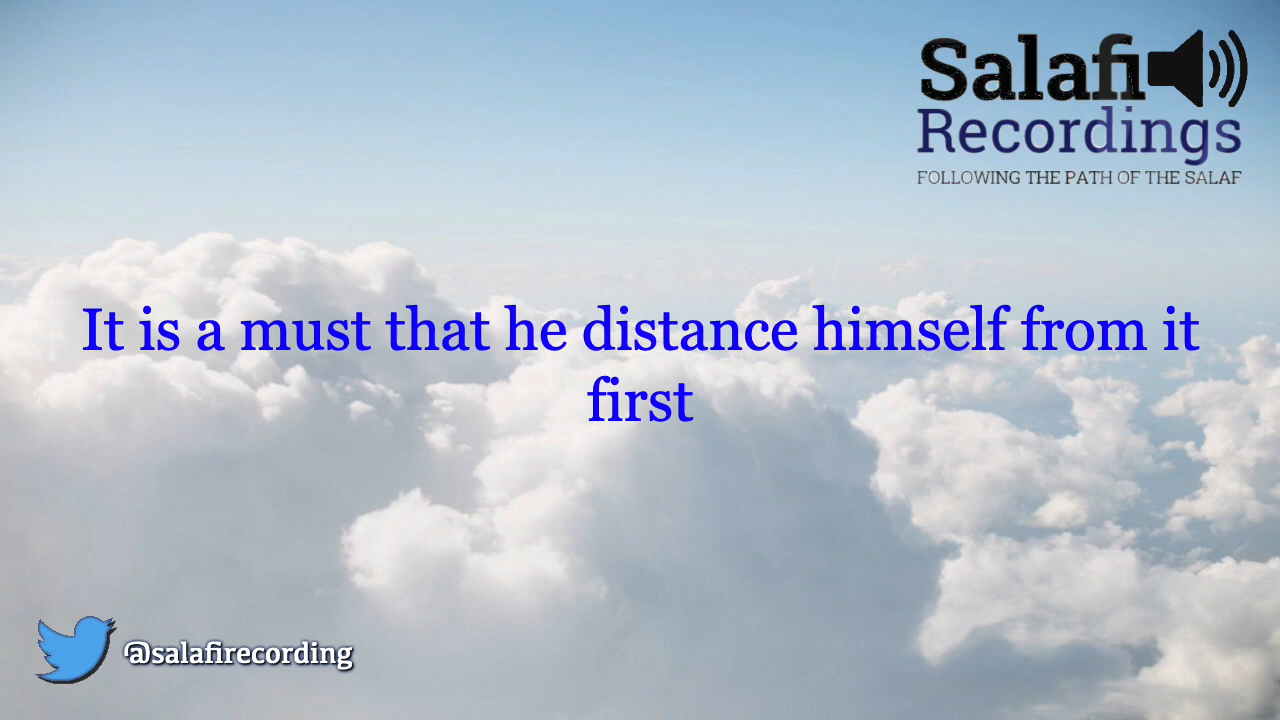 Salafi
Recordings
FOLLOWING THE PATH OF THE SALAF
It is a must that he distance himself from it
first
@salafirecording